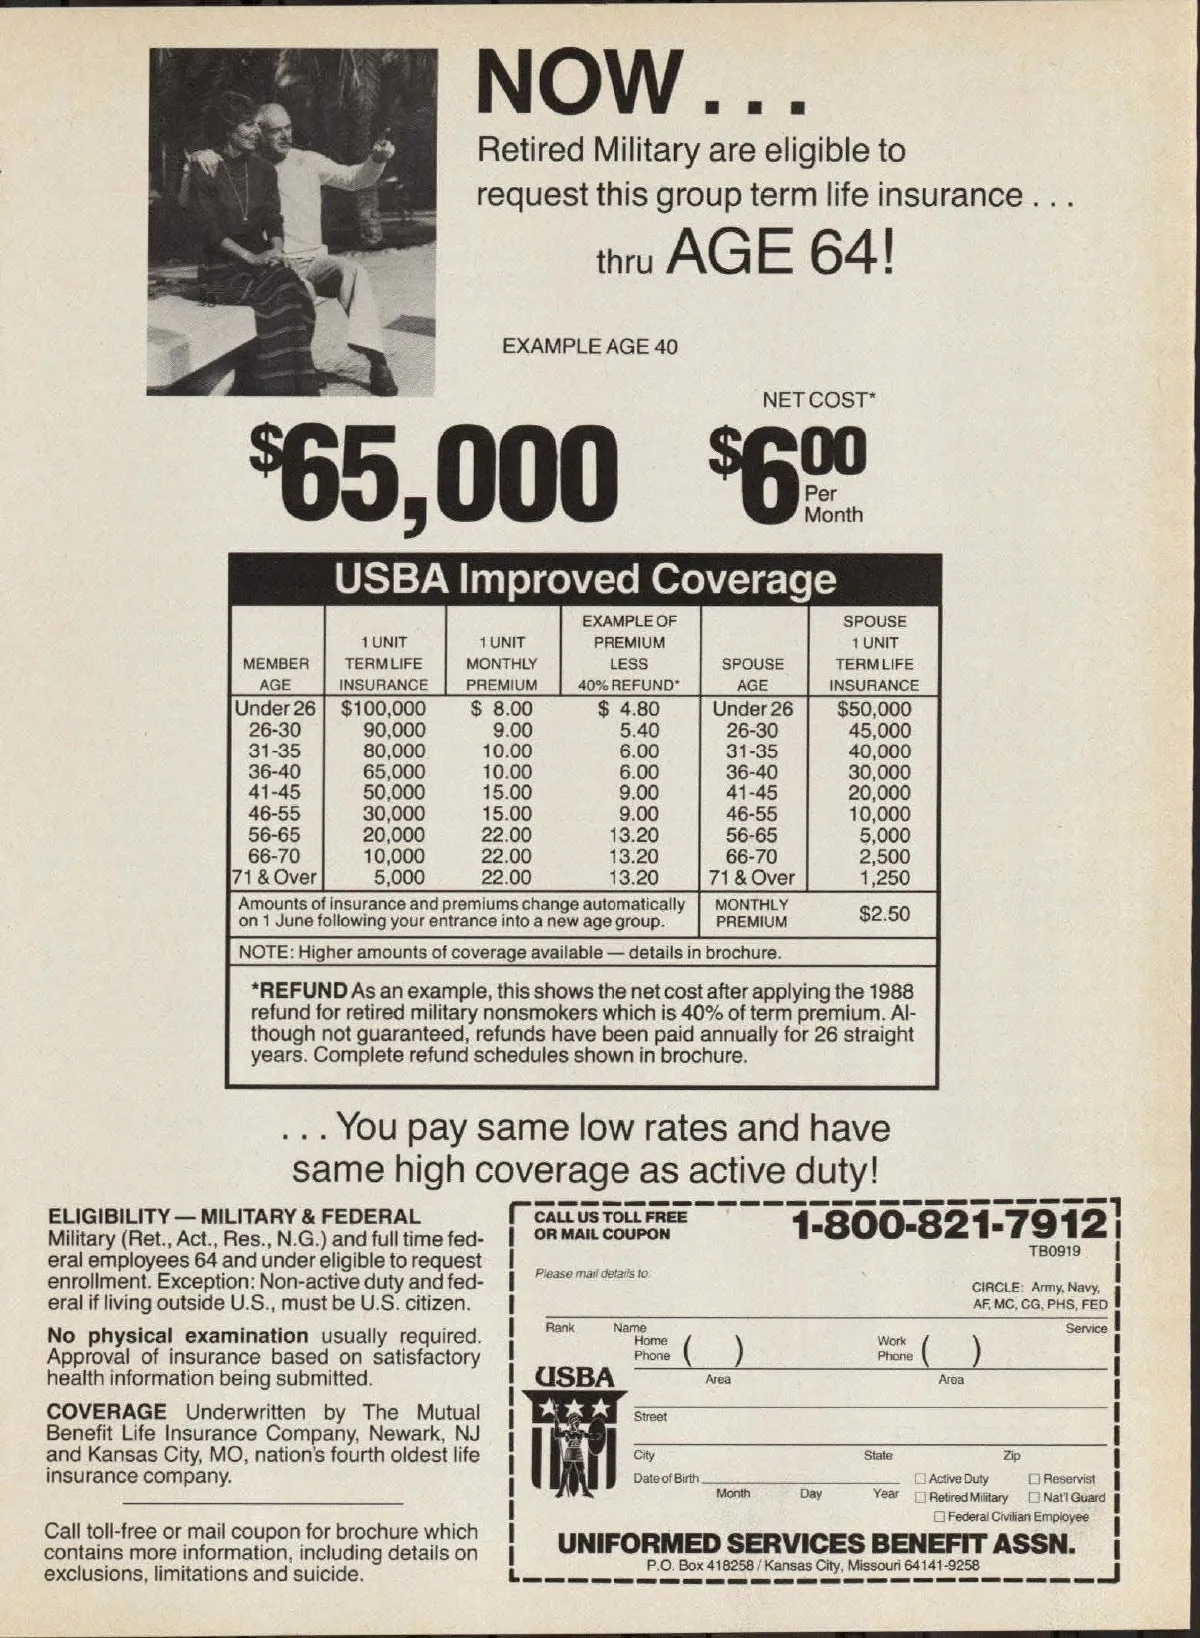 NOW...
Retired Military are eligible to
request this group term life insurance . . .
thru AGE 64!
EXAMPLE AGE 40
NET COST*
$65,000 $6 00 Per Month
USBA Improved Coverage
MEMBER AGE | 1 UNIT TERM LIFE INSURANCE | 1 UNIT MONTHLY PREMIUM | EXAMPLE OF PREMIUM LESS 40% REFUND* | SPOUSE AGE | SPOUSE 1 UNIT TERM LIFE INSURANCE
Under 26 $100,000 $ 8.00 $ 4.80 Under 26 $50,000
26-30 90,000 9.00 5.40 26-30 45,000
31-35 80,000 10.00 6.00 31-35 40,000
36-40 65,000 10.00 6.00 36-40 30,000
41-45 50,000 15.00 9.00 41-45 20,000
46-55 30,000 15.00 9.00 46-55 10,000
56-65 20,000 22.00 13.20 56-65 5,000
66-70 10,000 22.00 13.20 66-70 2,500
71 & Over 5,000 22.00 13.20 71 & Over 1,250
Amounts of insurance and premiums change automatically
on 1 June following your entrance into a new age group.
MONTHLY
PREMIUM
$2.50
NOTE: Higher amounts of coverage available — details in brochure.
*REFUND As an example, this shows the net cost after applying the 1988
refund for retired military nonsmokers which is 40% of term premium. Al-
though not guaranteed, refunds have been paid annually for 26 straight
years. Complete refund schedules shown in brochure.
. . . You pay same low rates and have
same high coverage as active duty!
ELIGIBILITY — MILITARY & FEDERAL
Military (Ret., Act., Res., N.G.) and full time fed-
eral employees 64 and under eligible to request
enrollment. Exception: Non-active duty and fed-
eral if living outside U.S., must be U.S. citizen.
No physical examination usually required.
Approval of insurance based on satisfactory
health information being submitted.
COVERAGE Underwritten by The Mutual
Benefit Life Insurance Company, Newark, NJ
and Kansas City, MO, nation's fourth oldest life
insurance company.
Call toll-free or mail coupon for brochure which
contains more information, including details on
exclusions, limitations and suicide.
CALL US TOLL FREE
OR MAIL COUPON
1-800-821-7912
TB0919
Please mail details to:
CIRCLE: Army, Navy,
AF, MC, CG, PHS, FED
Rank Name Service
Home Phone ( ) Work Phone ( )
Area Area
USBA
Street
City State Zip
Date of Birth
Month Day Year
☐ Active Duty ☐ Reservist
☐ Retired Military ☐ Nat'l Guard
☐ Federal Civilian Employee
UNIFORMED SERVICES BENEFIT ASSN.
P.O. Box 418258 / Kansas City, Missouri 64141-9258